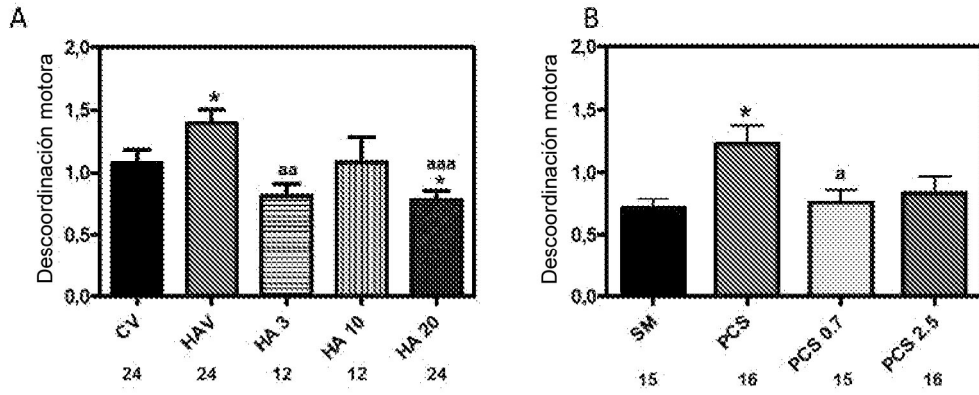 A
Descoordinación motora
2,0
1,5
1,0
0,5
0,0
*
aa
aaa
*
CV
HAV
HA 3
HA 10
HA 20
24
24
12
12
24
B
Descoordinación motora
2,0
1,5
1,0
0,5
0,0
*
a
SM
PCS
PCS 0.7
PCS 2.5
15
16
15
16